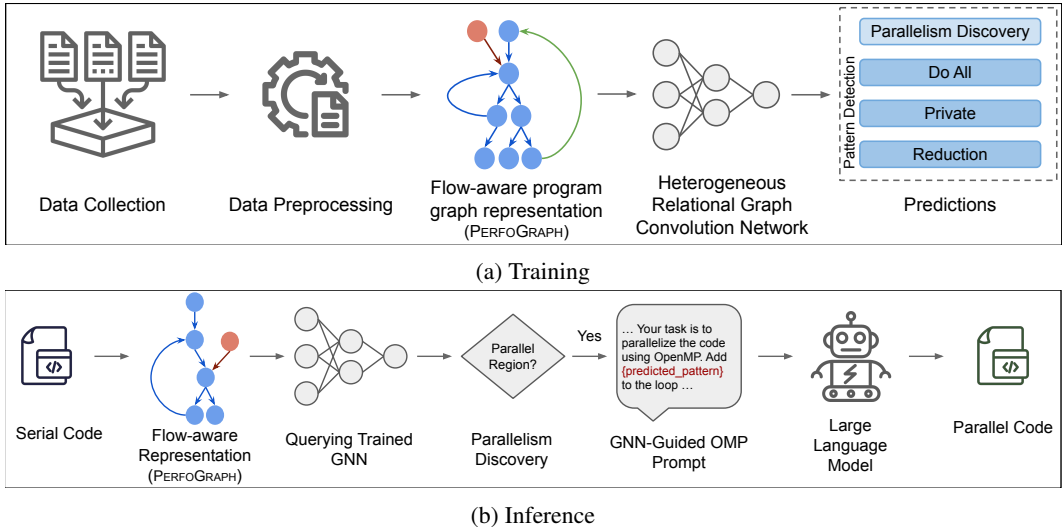 Parallelism Discovery
Do All
Private
Reduction
Pattern Detection
Data Collection
Data Preprocessing
Flow-aware program
graph representation
(PERFOGRAPH)
Heterogeneous
Relational Graph
Convolution Network
Predictions
(a) Training
Serial Code
Flow-aware
Representation
(PERFOGRAPH)
Querying Trained
GNN
Parallel
Region?
Parallelism
Discovery
Yes
... Your task is to
parallelize the code
using OpenMP. Add
{predicted_pattern}
to the loop ...
GNN-Guided OMP
Prompt
Large
Language
Model
</>
</>
Parallel Code
(b) Inference